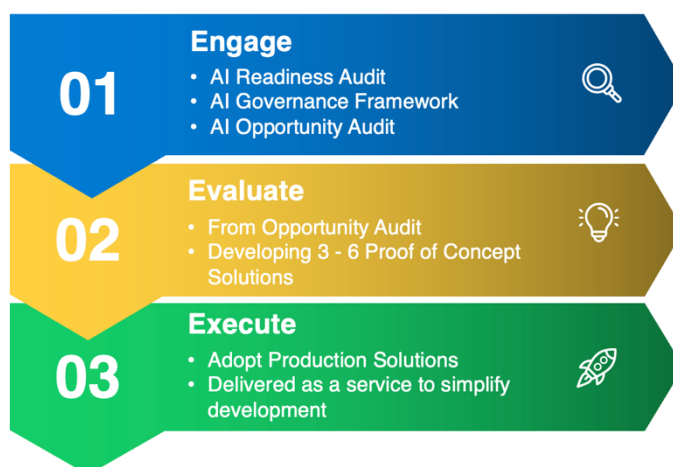 01
Engage
• AI Readiness Audit
• AI Governance Framework
• AI Opportunity Audit
02
Evaluate
• From Opportunity Audit
• Developing 3 - 6 Proof of Concept
Solutions
03
Execute
• Adopt Production Solutions
• Delivered as a service to simplify
development